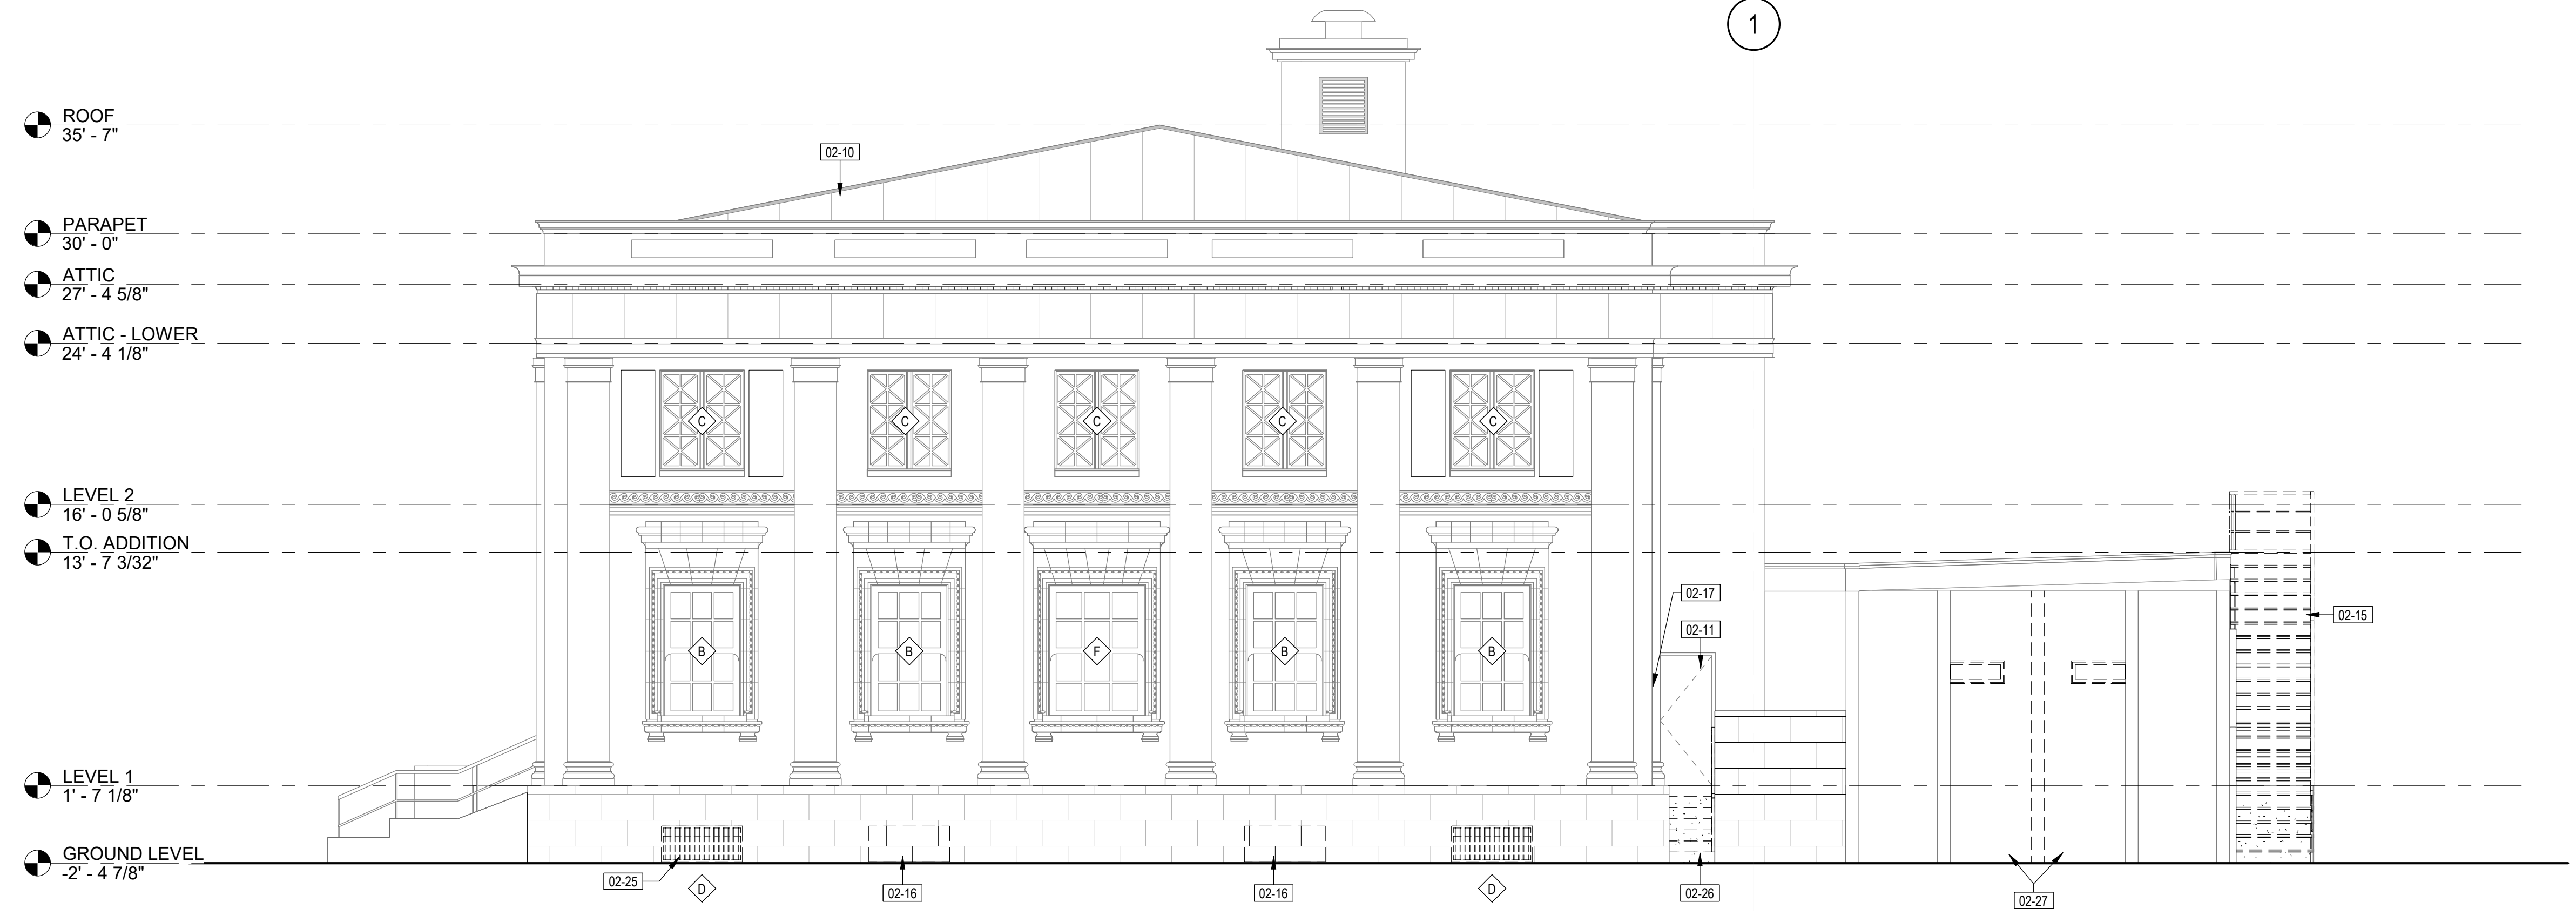 1
ROOF
35' - 7"
02-10
PARAPET
30' - 0"
ATTIC
27' - 4 5/8"
ATTIC - LOWER
24' - 4 1/8"
C
C
C
C
C
LEVEL 2
16' - 0 5/8"
T.O. ADDITION
13' - 7 3/32"
02-17
02-15
02-11
B
B
F
B
B
LEVEL 1
1' - 7 1/8"
GROUND LEVEL
-2' - 4 7/8"
02-25
D
02-16
02-16
D
02-26
02-27